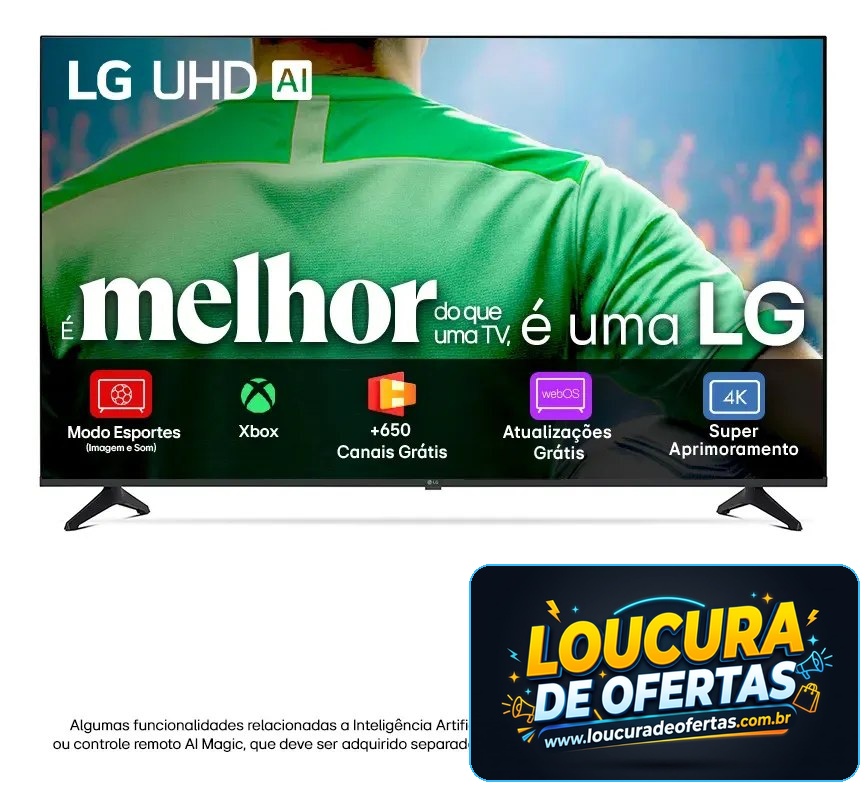 LG UHD AI
É melhor do que uma TV, é uma LG
webOS
4K
Modo Esportes
(Imagem e Som)
Xbox
+650
Canais Grátis
Atualizações
Grátis
Super
Aprimoramento
LG
LOUCURA
DE OFERTAS
www.loucuradeofertas.com.br
Algumas funcionalidades relacionadas a Inteligência
ou controle remoto AI Magic, que deve ser adquirido